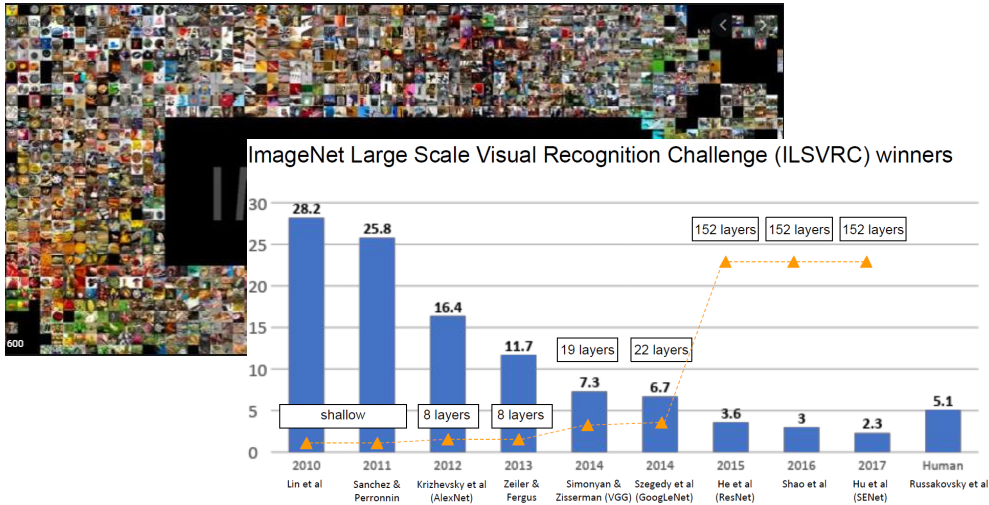 600
ImageNet Large Scale Visual Recognition Challenge (ILSVRC) winners
30
25
20
15
10
5
0
28.2
25.8
16.4
11.7
7.3
6.7
3.6
3
2.3
5.1
shallow
8 layers
8 layers
19 layers
22 layers
152 layers
152 layers
152 layers
2010
2011
2012
2013
2014
2014
2015
2016
2017
Human
Lin et al
Sanchez &
Perronnin
Krizhevsky et al
(AlexNet)
Zeiler &
Fergus
Simonyan &
Zisserman (VGG)
Szegedy et al
(GoogLeNet)
He et al
(ResNet)
Shao et al
Hu et al
(SENet)
Russakovsky et al